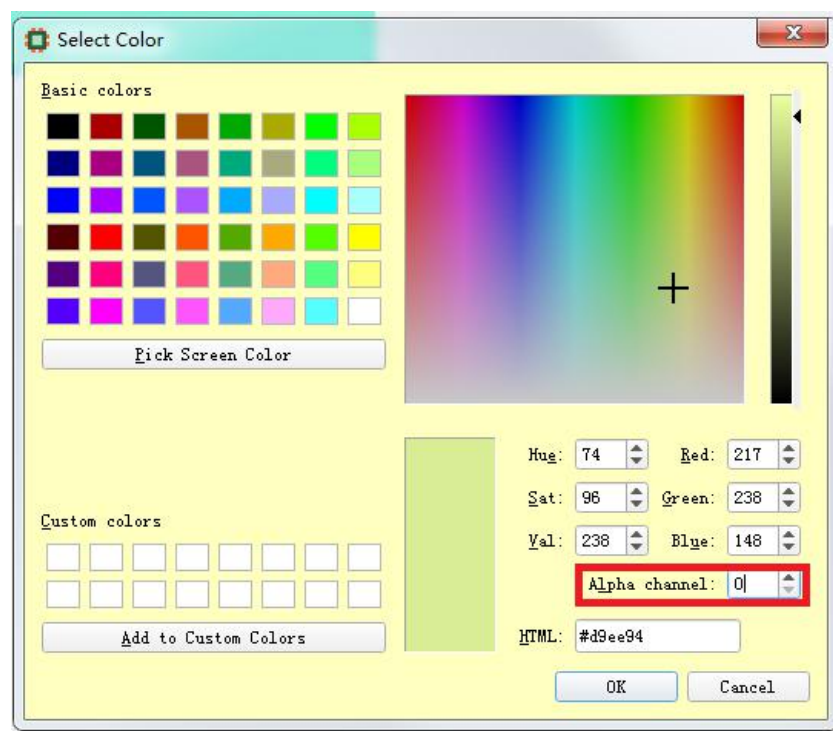 Select Color
Basic colors
Pick Screen Color
Custom colors
Add to Custom Colors
Hue: 74 Red: 217
Sat: 96 Green: 238
Val: 238 Blue: 148
Alpha channel: 0
HTML: #d9ee94
OK Cancel